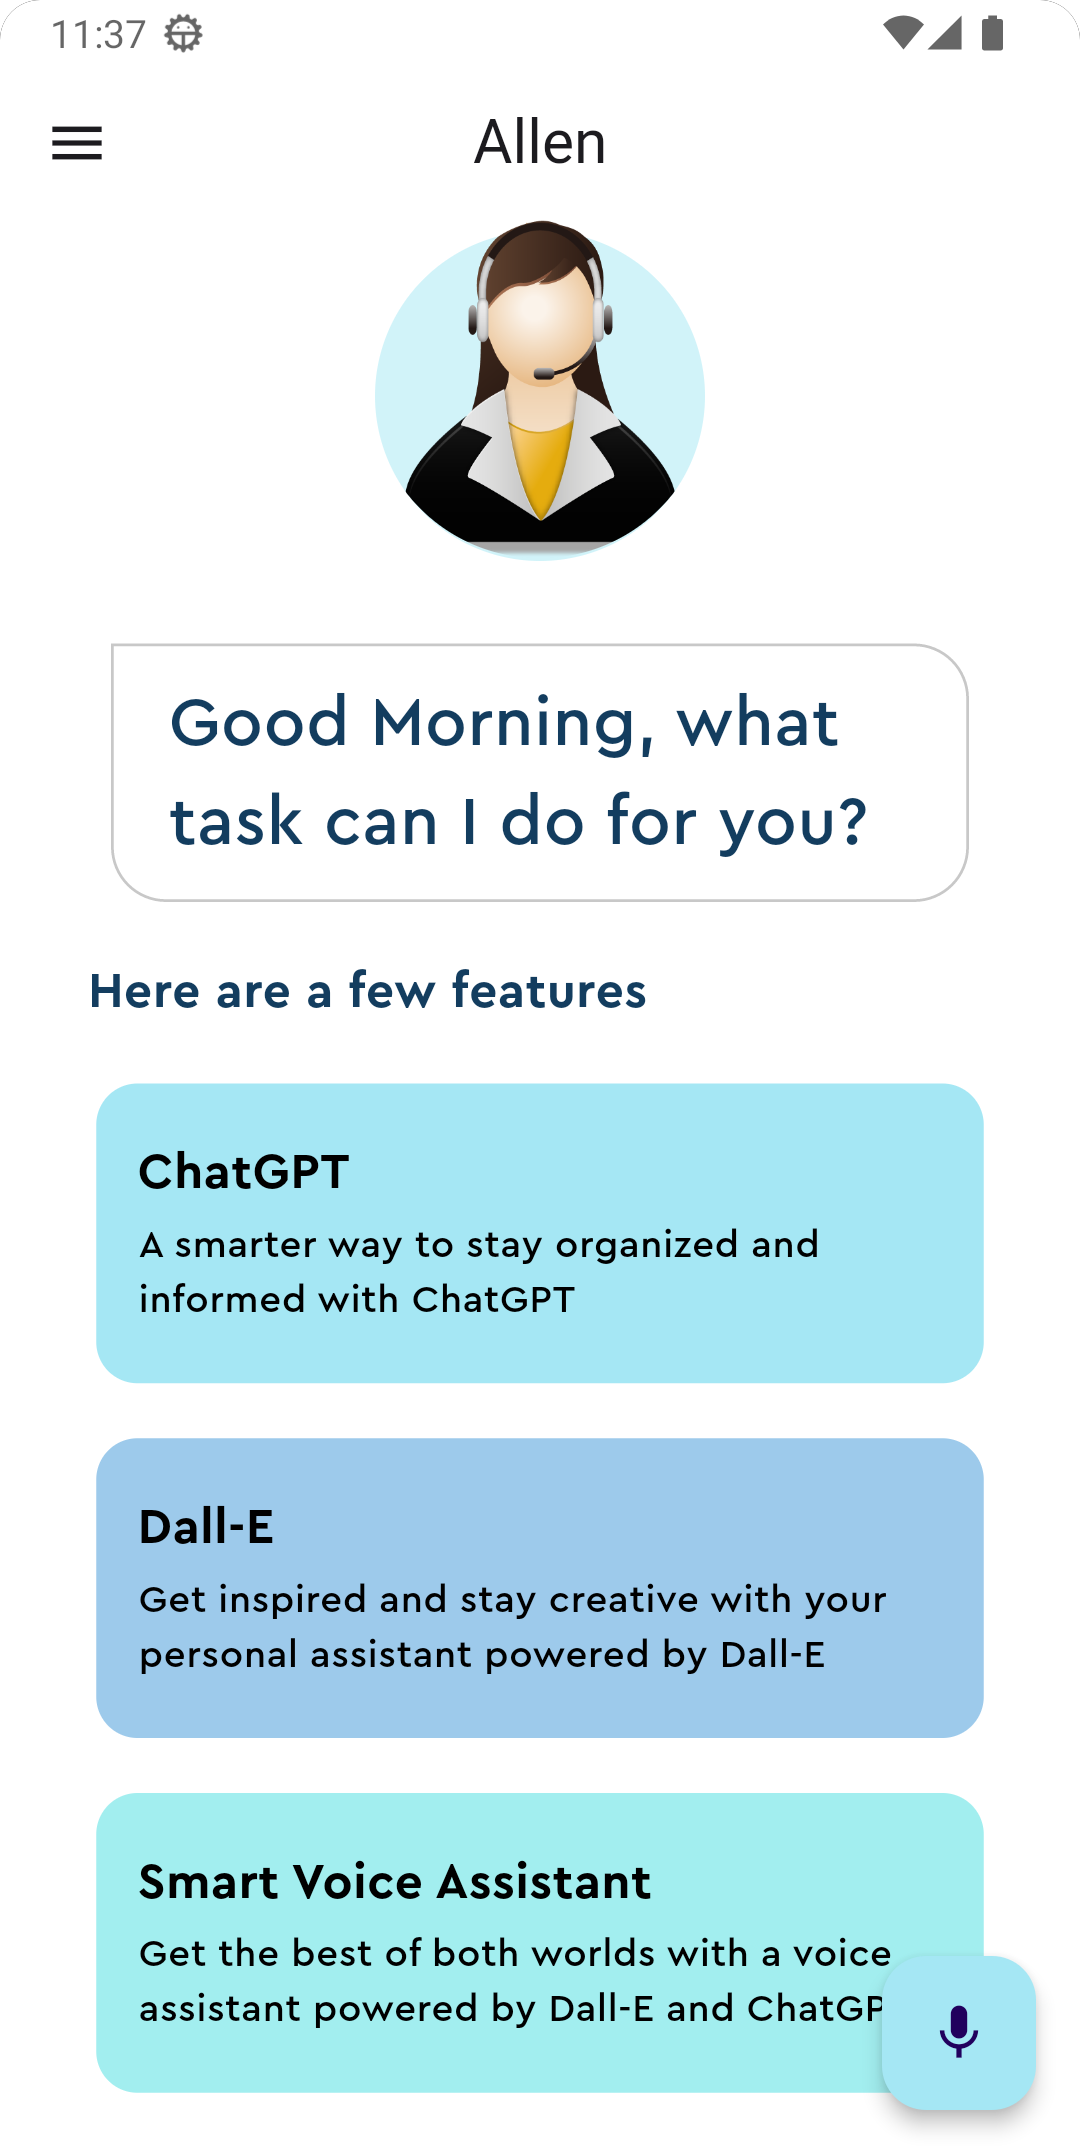 11:37
Allen
Good Morning, what
task can I do for you?
Here are a few features
ChatGPT
A smarter way to stay organized and
informed with ChatGPT
Dall-E
Get inspired and stay creative with your
personal assistant powered by Dall-E
Smart Voice Assistant
Get the best of both worlds with a voice
assistant powered by Dall-E and ChatGP